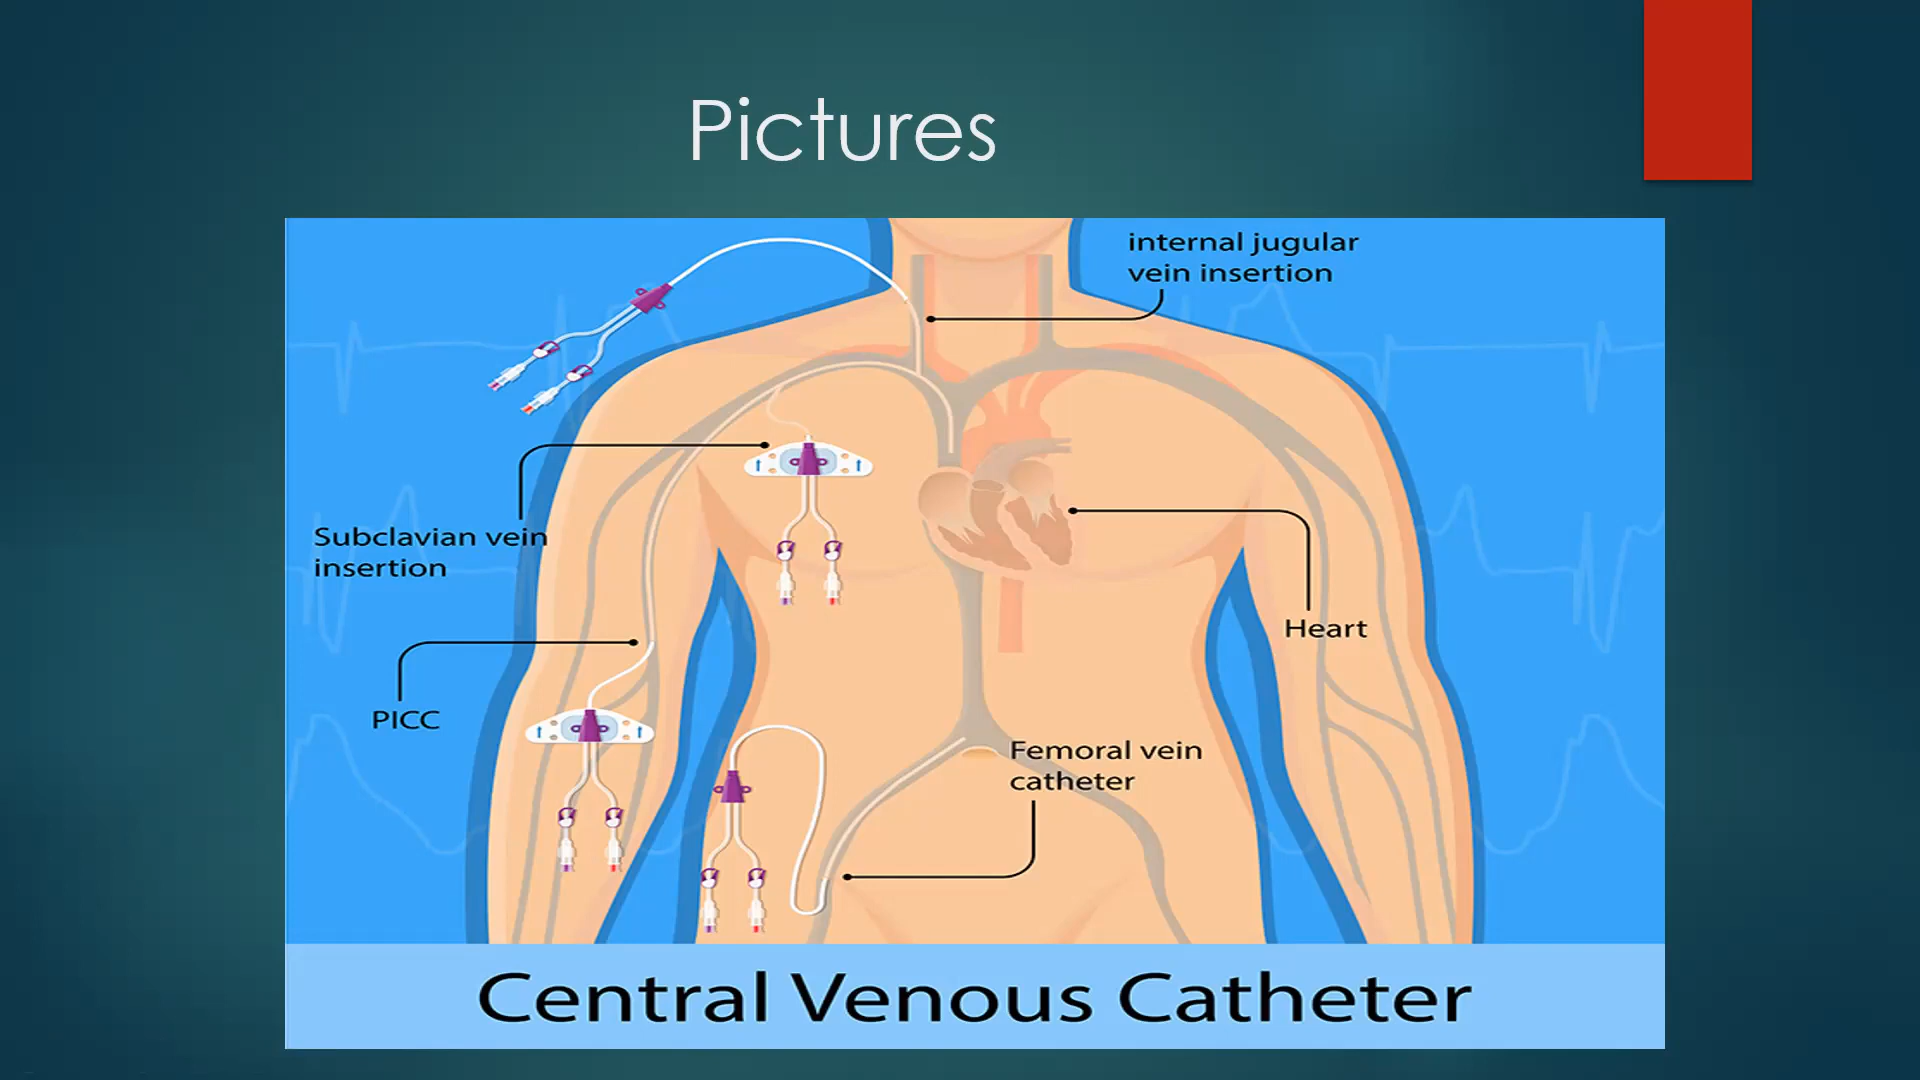 Pictures
internal jugular
vein insertion
Subclavian vein
insertion
Heart
PICC
Femoral vein
catheter
Central Venous Catheter